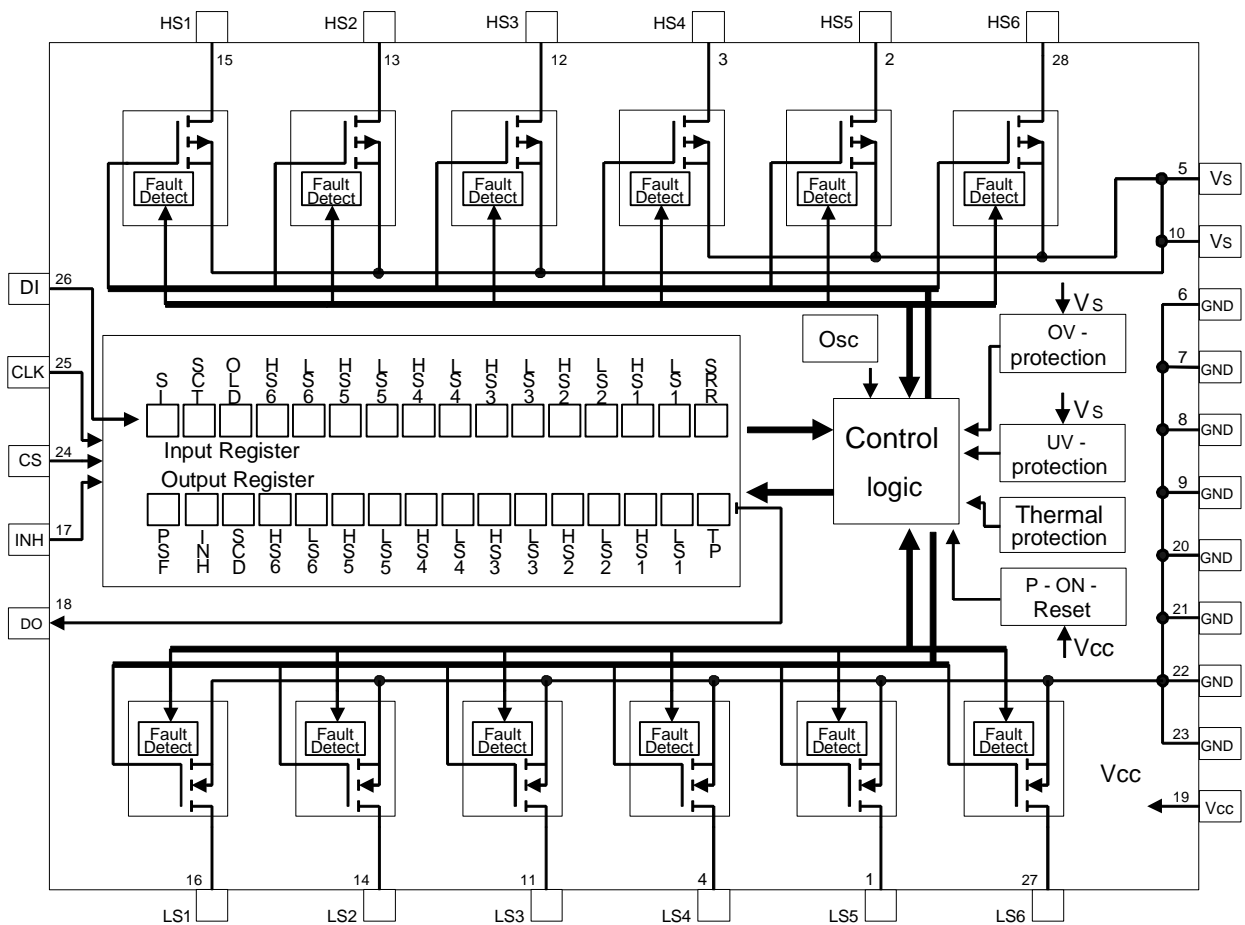 HS1 HS2 HS3 HS4 HS5 HS6
15 13 12 3 2 28
Fault Detect
Fault Detect
Fault Detect
Fault Detect
Fault Detect
Fault Detect
5 Vs
10 Vs
DI 26
CLK 25
CS 24
INH 17
DO 18
SI SCT OLD HS6 LS6 HS5 LS5 HS4 LS4 HS3 LS3 HS2 LS2 HS1 LS1 SRR
Input Register
Output Register
PSF INH SCD HS6 LS6 HS5 LS5 HS4 LS4 HS3 LS3 HS2 LS2 HS1 LS1 TP
Osc
Control
logic
Vs
OV -
protection
Vs
UV -
protection
Thermal
protection
P - ON -
Reset
Vcc
6 GND
7 GND
8 GND
9 GND
20 GND
21 GND
22 GND
23 GND
Vcc
19 Vcc
Fault Detect
Fault Detect
Fault Detect
Fault Detect
Fault Detect
Fault Detect
16 14 11 4 1 27
LS1 LS2 LS3 LS4 LS5 LS6